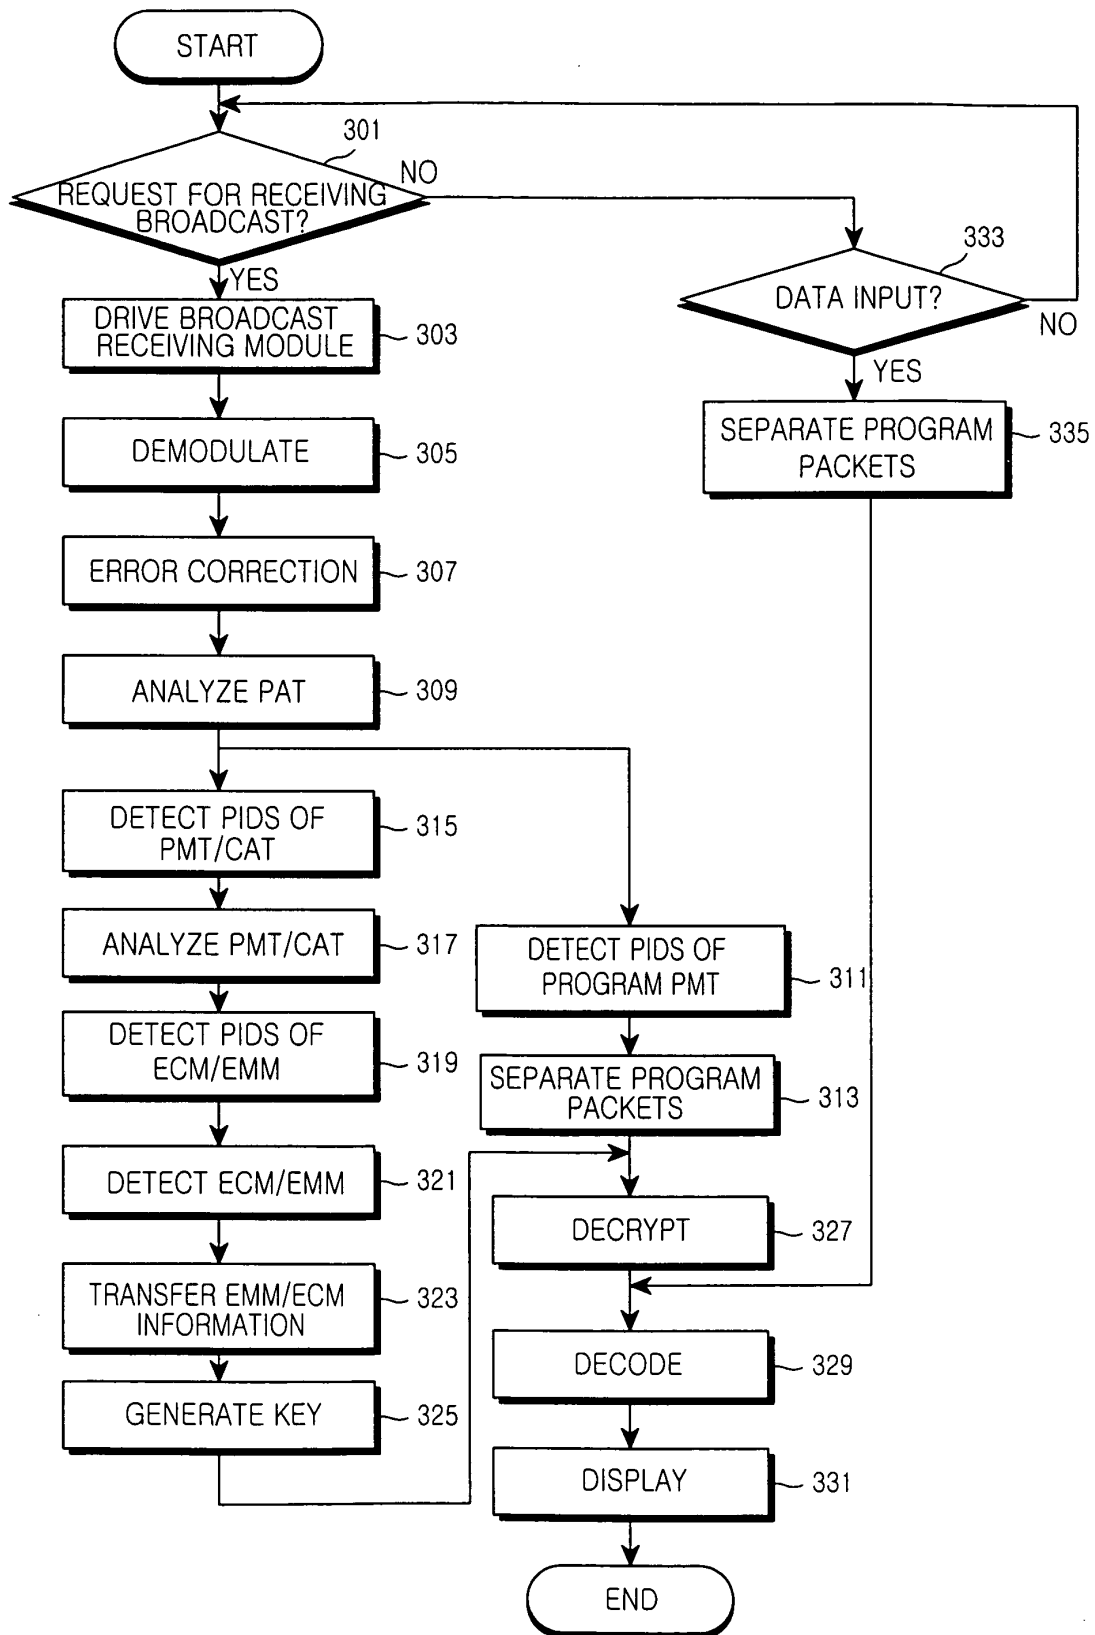 START
301
REQUEST FOR RECEIVING
BROADCAST?
NO
YES
333
DATA INPUT?
NO
YES
DRIVE BROADCAST
RECEIVING MODULE
303
DEMODULATE
305
SEPARATE PROGRAM
PACKETS
335
ERROR CORRECTION
307
ANALYZE PAT
309
DETECT PIDS OF
PMT/CAT
315
ANALYZE PMT/CAT
317
DETECT PIDS OF
PROGRAM PMT
311
DETECT PIDS OF
ECM/EMM
319
SEPARATE PROGRAM
PACKETS
313
DETECT ECM/EMM
321
DECRYPT
327
TRANSFER EMM/ECM
INFORMATION
323
DECODE
329
GENERATE KEY
325
DISPLAY
331
END